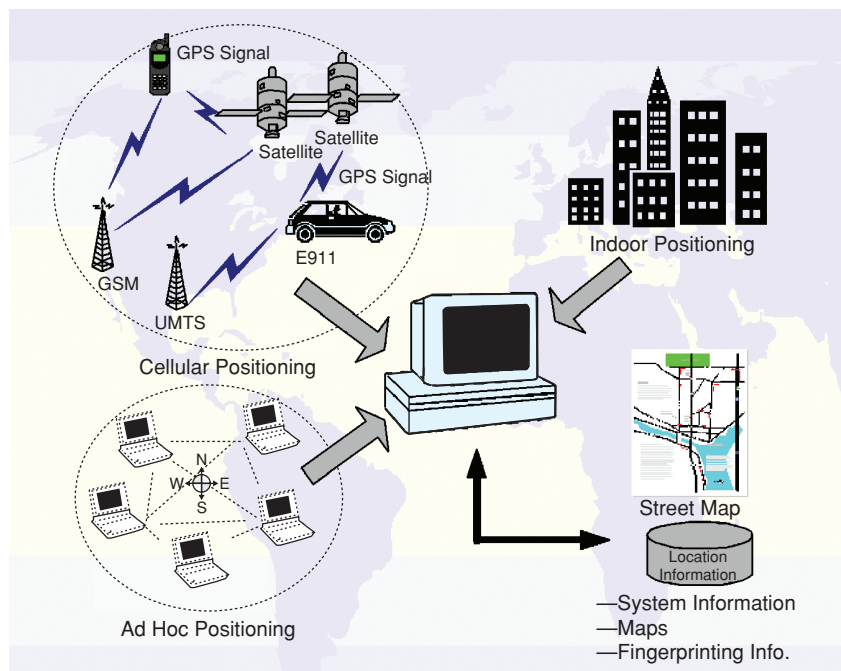 GPS Signal
Satellite
Satellite
GPS Signal
GSM
E911
UMTS
Cellular Positioning
Indoor Positioning
N
W
E
S
Ad Hoc Positioning
Street Map
Location
Information
—System Information
—Maps
—Fingerprinting Info.